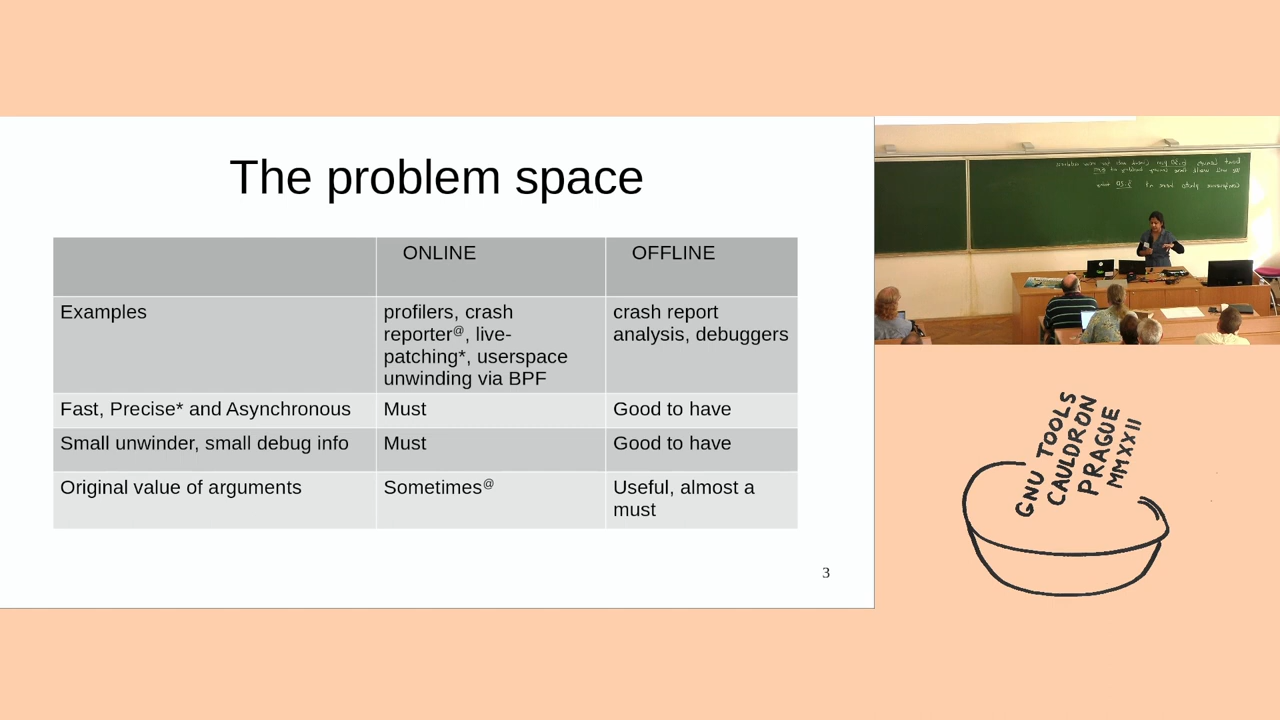 The problem space
ONLINE
OFFLINE
Examples
profilers, crash
reporter@, live-
patching*, userspace
unwinding via BPF
crash report
analysis, debuggers
Fast, Precise* and Asynchronous
Must
Good to have
Small unwinder, small debug info
Must
Good to have
Original value of arguments
Sometimes@
Useful, almost a
must
3
GNU TOOLS
CAULDRON
PRAGUE
MMXXII